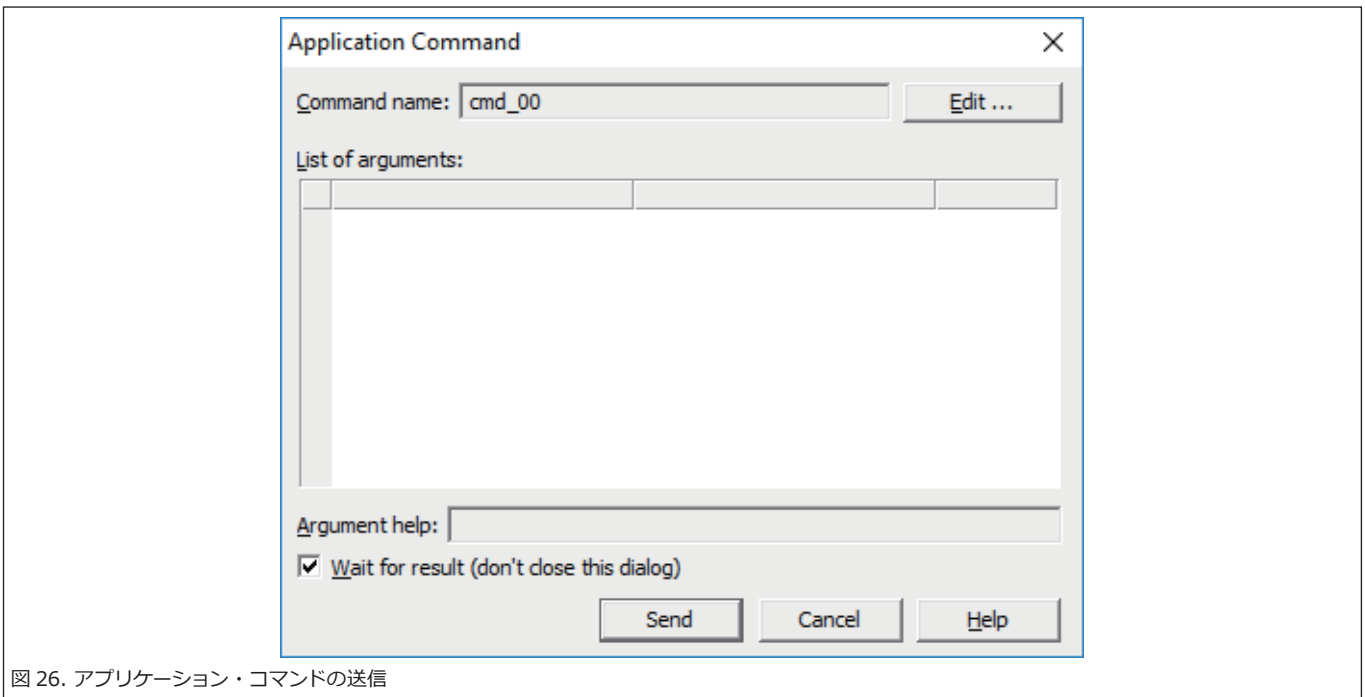 Application Command
Command name: cmd_00 Edit ...
List of arguments:
Argument help:
Wait for result (don't close this dialog)
Send Cancel Help
図 26. アプリケーション・コマンドの送信